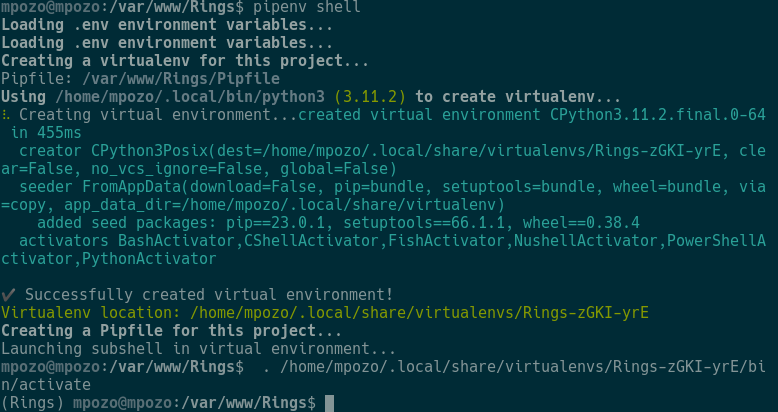 mpozo@mpozo:/var/www/Rings$ pipenv shell
Loading .env environment variables...
Loading .env environment variables...
Creating a virtualenv for this project...
Pipfile: /var/www/Rings/Pipfile
Using /home/mpozo/.local/bin/python3 (3.11.2) to create virtualenv...
⠧ Creating virtual environment...created virtual environment CPython3.11.2.final.0-64
 in 455ms
  creator CPython3Posix(dest=/home/mpozo/.local/share/virtualenvs/Rings-zGKI-yrE, cle
ar=False, no_vcs_ignore=False, global=False)
  seeder FromAppData(download=False, pip=bundle, setuptools=bundle, wheel=bundle, via
=copy, app_data_dir=/home/mpozo/.local/share/virtualenv)
    added seed packages: pip==23.0.1, setuptools==66.1.1, wheel==0.38.4
  activators BashActivator,CShellActivator,FishActivator,NushellActivator,PowerShellA
ctivator,PythonActivator
✔ Successfully created virtual environment!
Virtualenv location: /home/mpozo/.local/share/virtualenvs/Rings-zGKI-yrE
Creating a Pipfile for this project...
Launching subshell in virtual environment...
mpozo@mpozo:/var/www/Rings$  . /home/mpozo/.local/share/virtualenvs/Rings-zGKI-yrE/bi
n/activate
(Rings) mpozo@mpozo:/var/www/Rings$